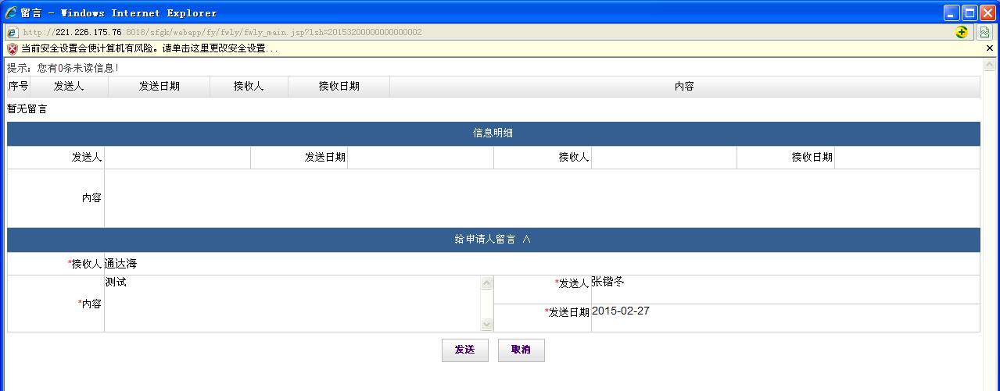 留言 - Windows Internet Explorer
http://221.226.175.76:8018/sfgk/webapp/fy/fwly/fwly_main.jsp?lsh=20153200000000000002
当前安全设置会使计算机有风险。请单击这里更改安全设置...
提示：您有0条未读信息！
序号 发送人 发送日期 接收人 接收日期 内容
暂无留言
信息明细
发送人 发送日期 接收人 接收日期
内容
给申请人留言 ∧
*接收人 通达海
*内容 测试 *发送人 张锴冬
*发送日期 2015-02-27
发送 取消